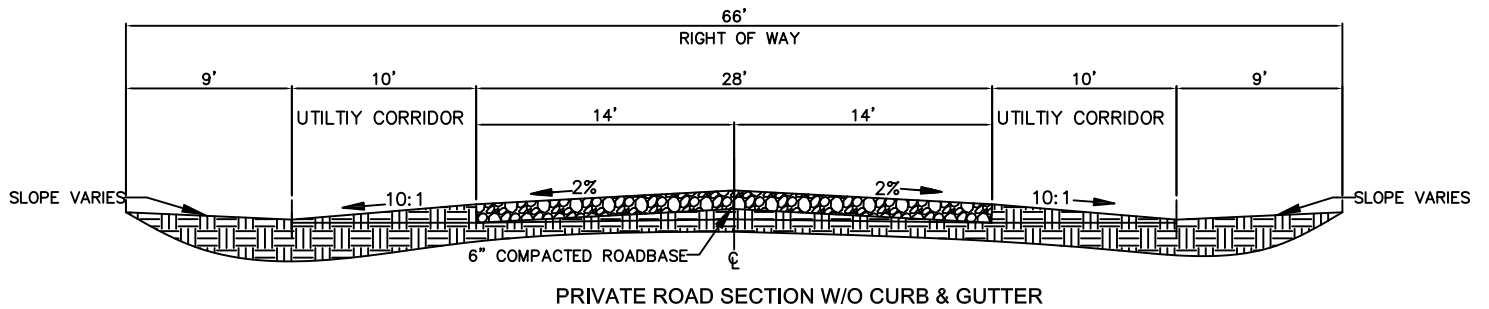 66'
RIGHT OF WAY
9' 10' 28' 10' 9'
UTILTIY CORRIDOR 14' 14' UTILTIY CORRIDOR
SLOPE VARIES 10:1 2% 2% 10:1 SLOPE VARIES
6" COMPACTED ROADBASE ℄
PRIVATE ROAD SECTION W/O CURB & GUTTER